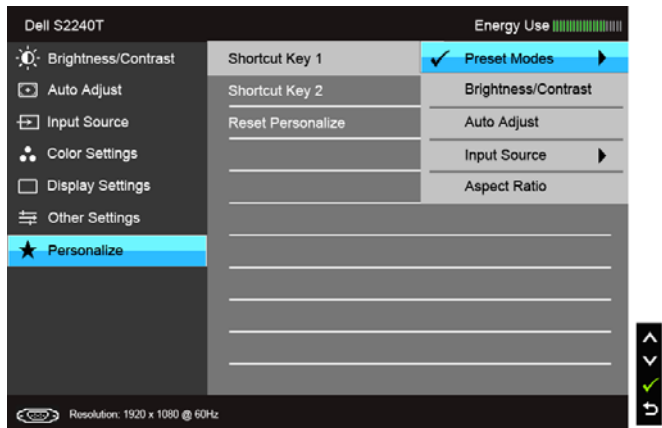 Dell S2240T
Energy Use
Brightness/Contrast
Auto Adjust
Input Source
Color Settings
Display Settings
Other Settings
Personalize
Shortcut Key 1
Shortcut Key 2
Reset Personalize
Preset Modes
Brightness/Contrast
Auto Adjust
Input Source
Aspect Ratio
Resolution: 1920 x 1080 @ 60Hz